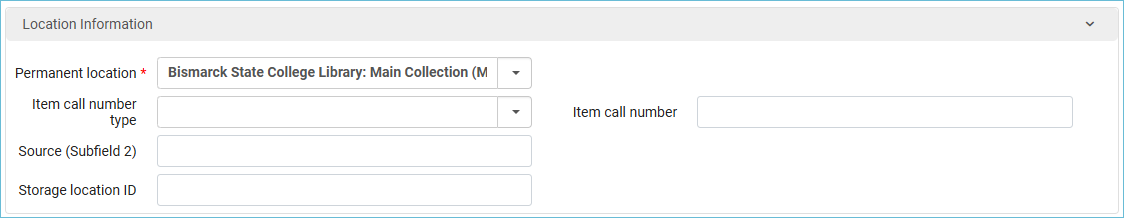 Location Information
Permanent location *
Bismarck State College Library: Main Collection (M
Item call number
type
Item call number
Source (Subfield 2)
Storage location ID